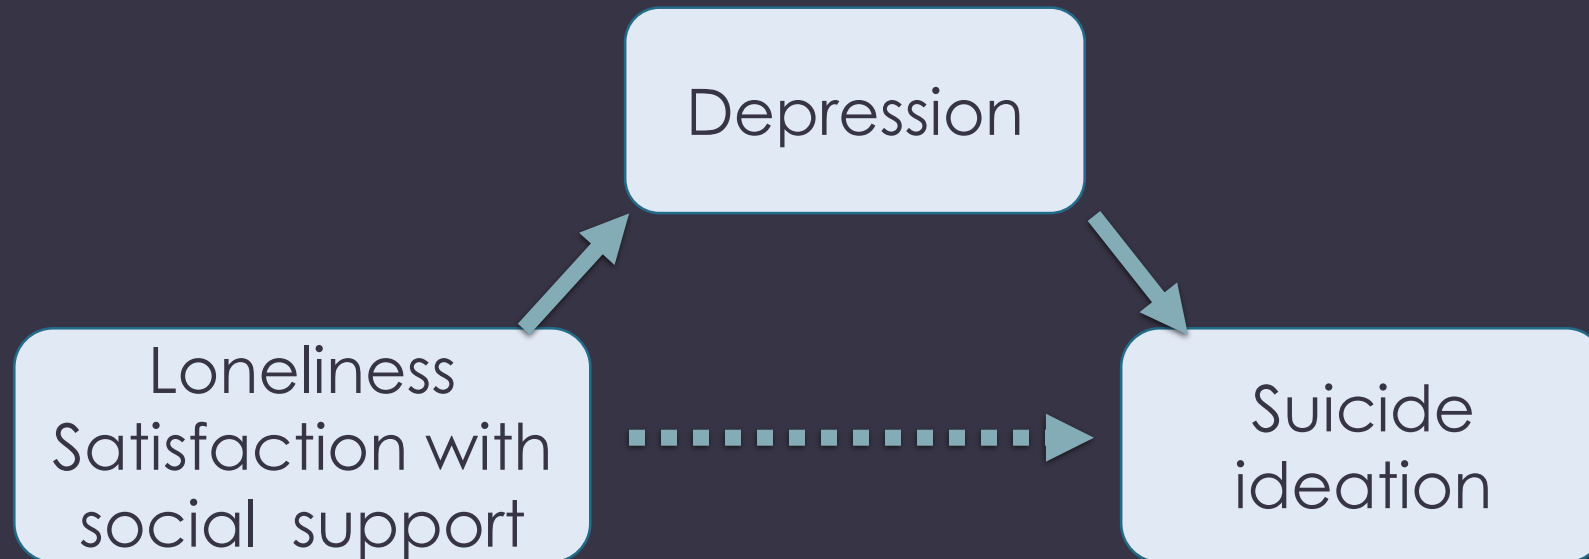 Depression
Loneliness
Satisfaction with
social  support
Suicide
ideation